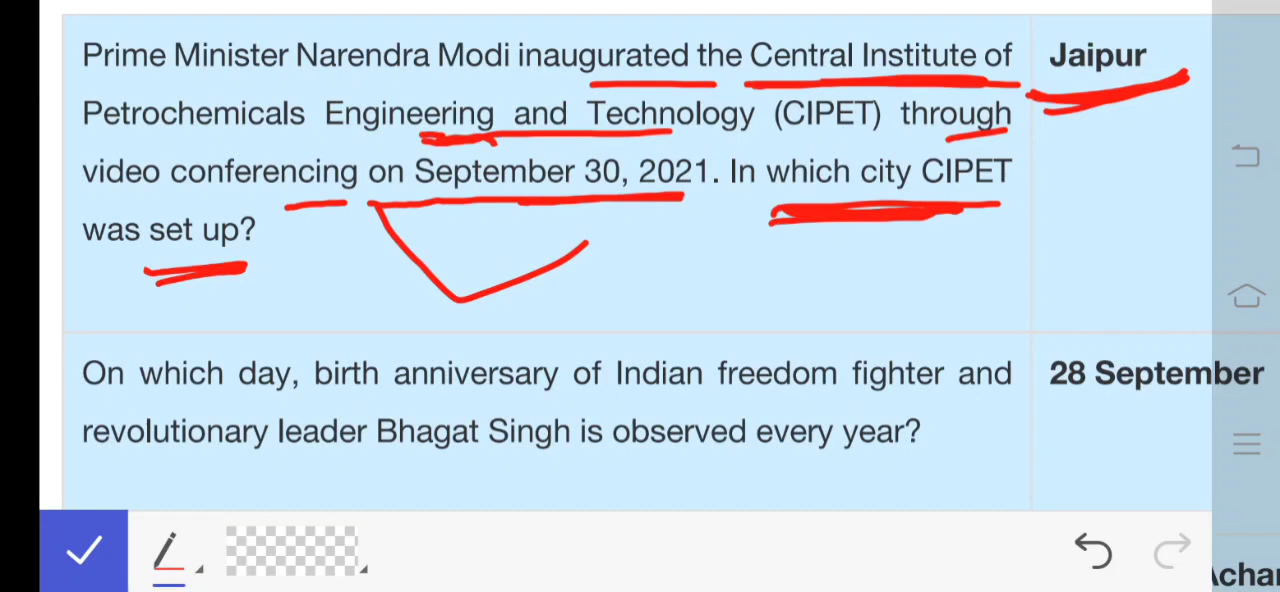 Prime Minister Narendra Modi inaugurated the Central Institute of
Petrochemicals Engineering and Technology (CIPET) through
video conferencing on September 30, 2021. In which city CIPET
was set up?
Jaipur
On which day, birth anniversary of Indian freedom fighter and
revolutionary leader Bhagat Singh is observed every year?
28 September